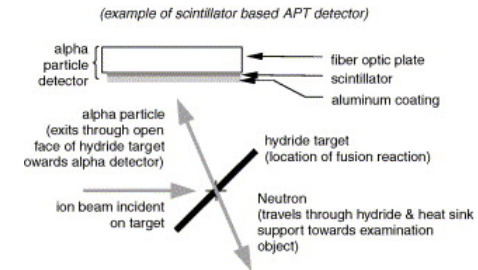 (example of scintillator based APT detector)
alpha
particle
detector
fiber optic plate
scintillator
aluminum coating
alpha particle
(exits through open
face of hydride target
towards alpha detector)
hydride target
(location of fusion reaction)
ion beam incident
on target
Neutron
(travels through hydride & heat sink
support towards examination
object)